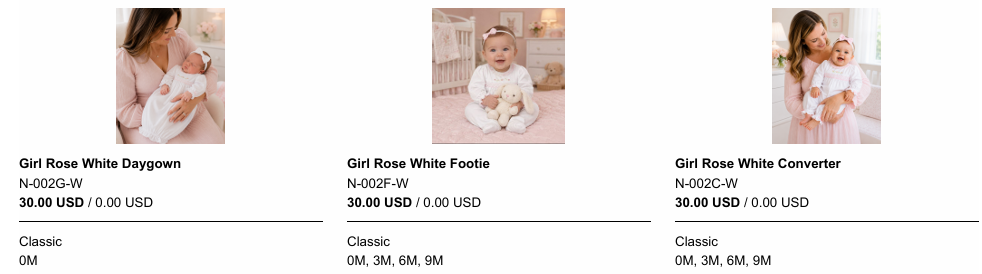 Girl Rose White Daygown
N-002G-W
30.00 USD / 0.00 USD
Classic
0M
Girl Rose White Footie
N-002F-W
30.00 USD / 0.00 USD
Classic
0M, 3M, 6M, 9M
Girl Rose White Converter
N-002C-W
30.00 USD / 0.00 USD
Classic
0M, 3M, 6M, 9M